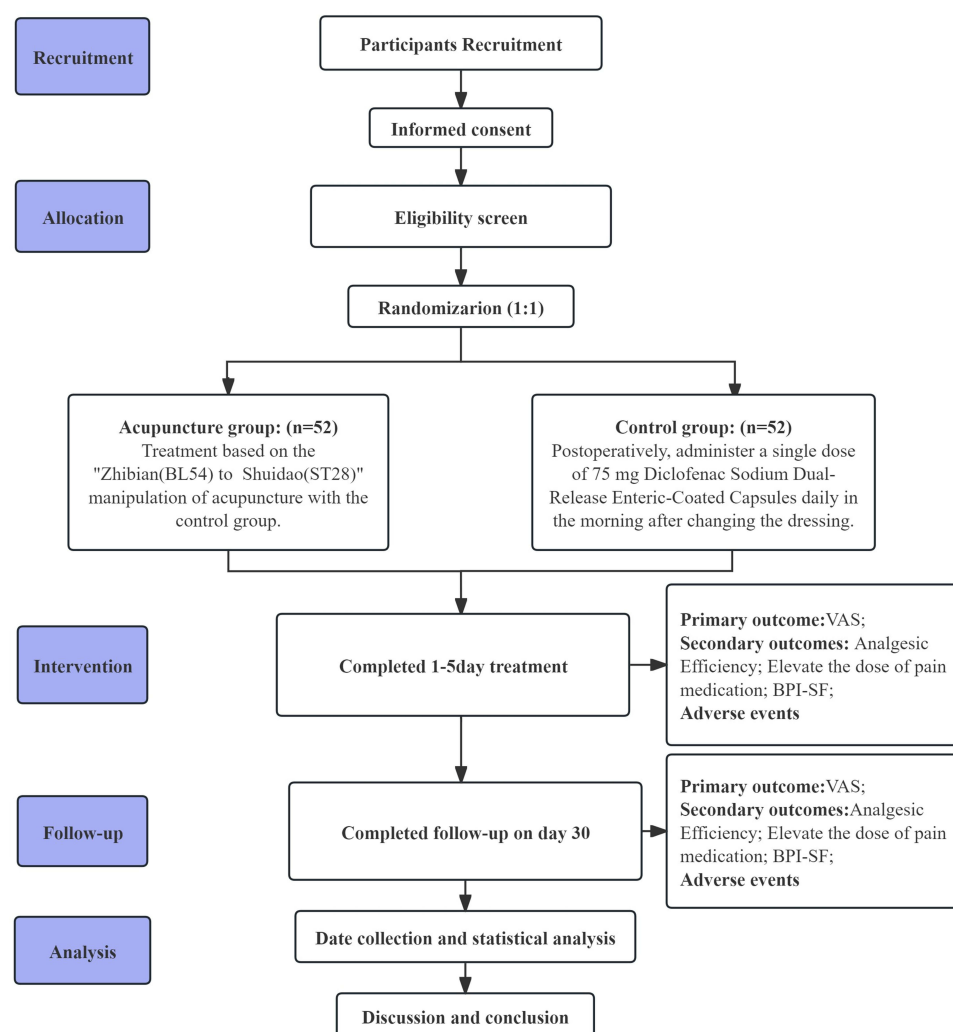 Recruitment
Participants Recruitment
Informed consent
Allocation
Eligibility screen
Randomizarion (1:1)
Acupuncture group: (n=52)
Treatment based on the
"Zhibian(BL54) to Shuidao(ST28)"
manipulation of acupuncture with the
control group.
Control group: (n=52)
Postoperatively, administer a single dose
of 75 mg Diclofenac Sodium Dual-
Release Enteric-Coated Capsules daily in
the morning after changing the dressing.
Intervention
Completed 1-5day treatment
Primary outcome:VAS;
Secondary outcomes: Analgesic
Efficiency; Elevate the dose of pain
medication; BPI-SF;
Adverse events
Follow-up
Completed follow-up on day 30
Primary outcome:VAS;
Secondary outcomes:Analgesic
Efficiency; Elevate the dose of pain
medication; BPI-SF;
Adverse events
Analysis
Date collection and statistical analysis
Discussion and conclusion